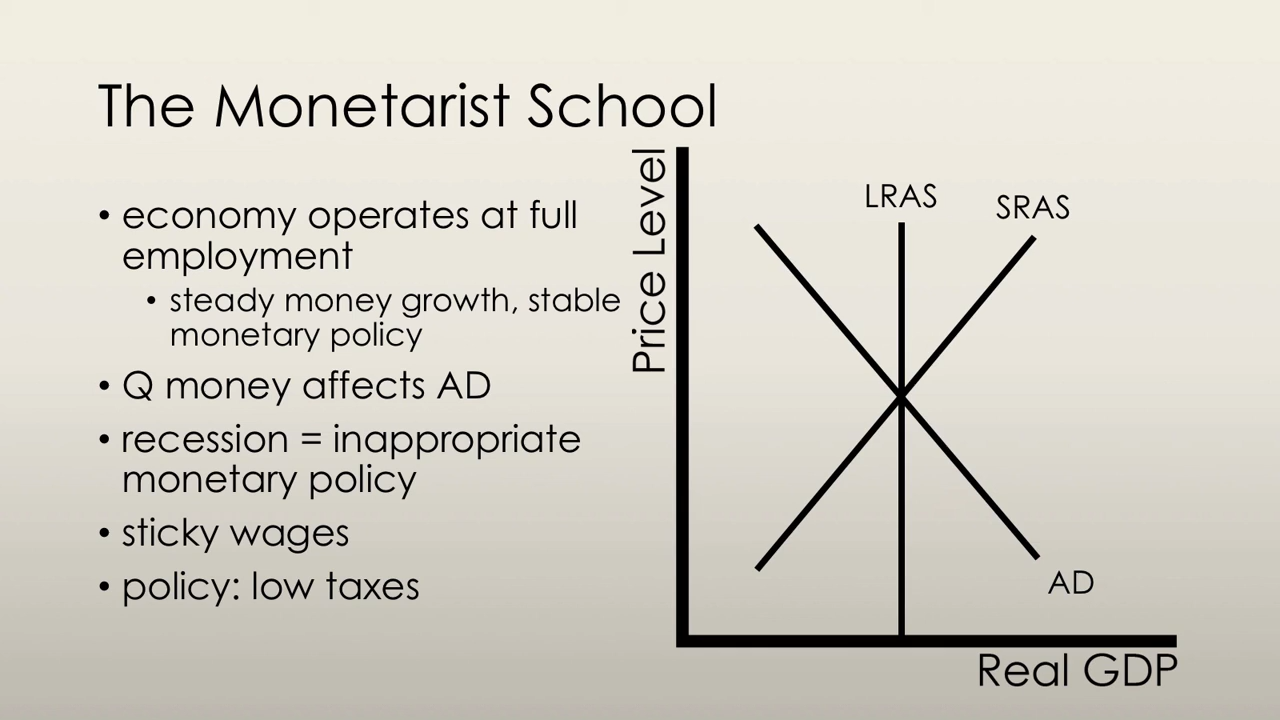 The Monetarist School
• economy operates at full
employment
• steady money growth, stable
monetary policy
• Q money affects AD
• recession = inappropriate
monetary policy
• sticky wages
• policy: low taxes
Price Level
LRAS
SRAS
AD
Real GDP